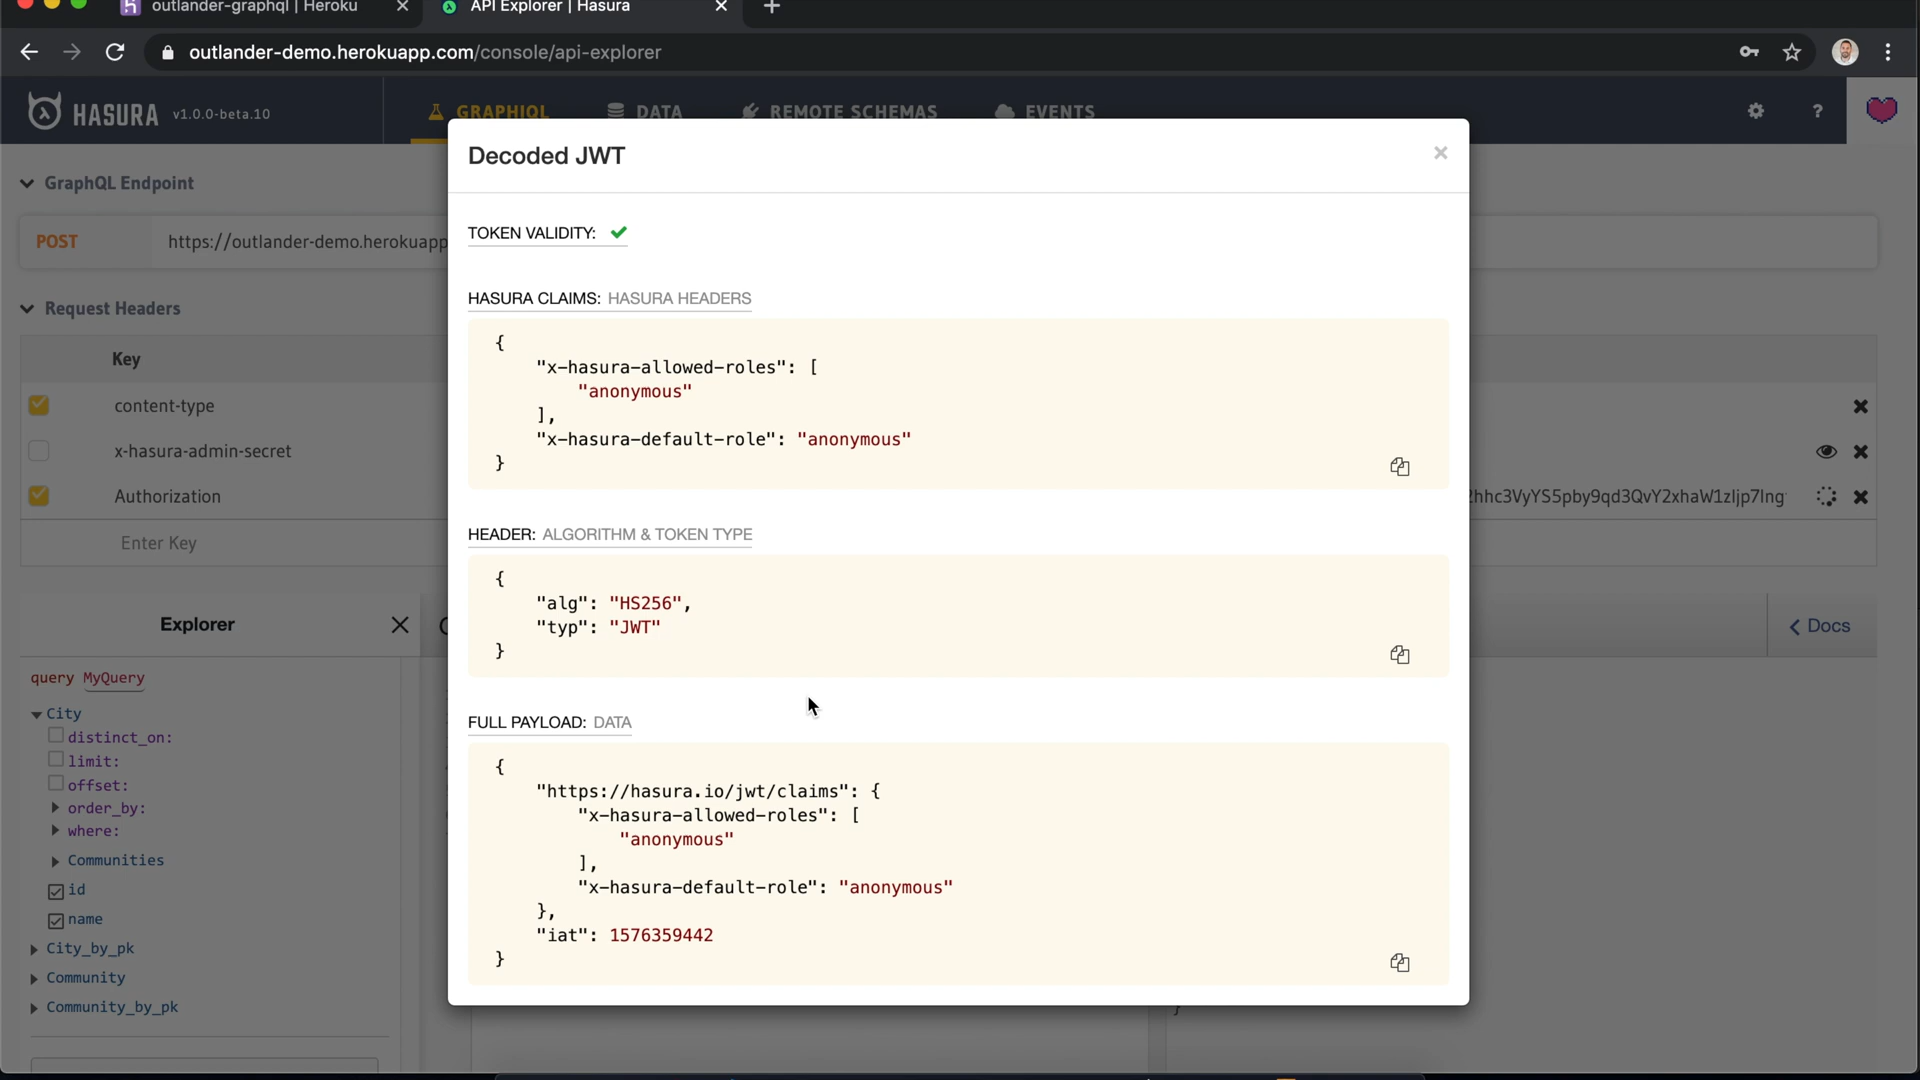 outlander-graphql | Heroku
API Explorer | Hasura
outlander-demo.herokuapp.com/console/api-explorer
HASURA v1.0.0-beta.10
GRAPHIQL
DATA
REMOTE SCHEMAS
EVENTS
?
Decoded JWT
×
GraphQL Endpoint
TOKEN VALIDITY:
POST
https://outlander-demo.herokuapp
HASURA CLAIMS: HASURA HEADERS
Request Headers
{
"x-hasura-allowed-roles": [
"anonymous"
],
"x-hasura-default-role": "anonymous"
}
Key
content-type
x-hasura-admin-secret
Authorization
2hhc3VyYS5pby9qd3QvY2xhaW1zIjp7Ing
Enter Key
HEADER: ALGORITHM & TOKEN TYPE
{
"alg": "HS256",
"typ": "JWT"
}
Explorer
Docs
query MyQuery
City
distinct_on:
limit:
offset:
order_by:
where:
Communities
id
name
City_by_pk
Community
Community_by_pk
FULL PAYLOAD: DATA
{
"https://hasura.io/jwt/claims": {
"x-hasura-allowed-roles": [
"anonymous"
],
"x-hasura-default-role": "anonymous"
},
"iat": 1576359442
}
}